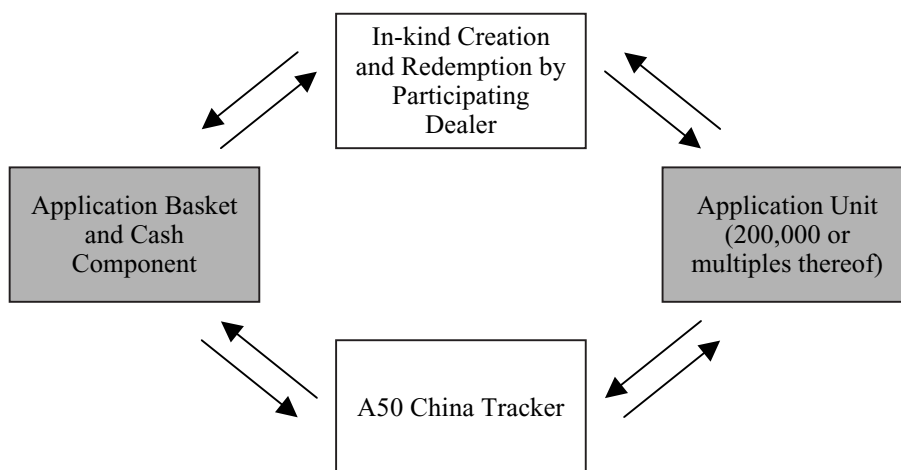 In-kind Creation
and Redemption by
Participating
Dealer
Application Basket
and Cash
Component
Application Unit
(200,000 or
multiples thereof)
A50 China Tracker